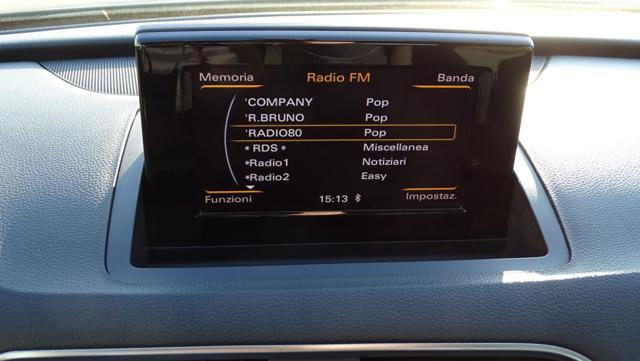 Memoria Radio FM Banda
'COMPANY Pop
'R.BRUNO Pop
'RADIO80 Pop
* RDS * Miscellanea
*Radio1 Notiziari
*Radio2 Easy
Funzioni 15:13 Impostaz.